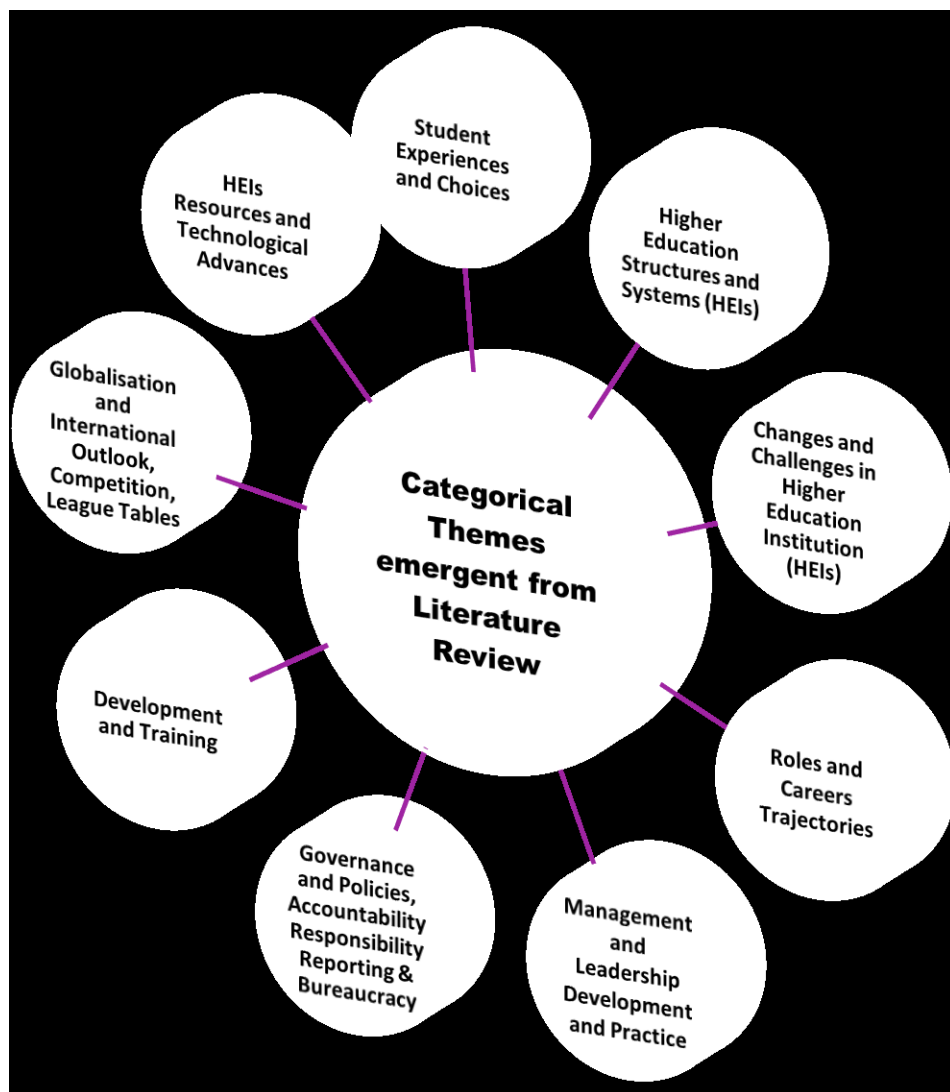 Student
Experiences
and Choices
HEIs
Resources and
Technological
Advances
Higher
Education
Structures and
Systems (HEIs)
Globalisation
and
International
Outlook,
Competition,
League Tables
Changes and
Challenges in
Higher
Education
Institution
(HEIs)
Categorical
Themes
emergent from
Literature
Review
Development
and Training
Roles and
Careers
Trajectories
Governance
and Policies,
Accountability
Responsibility
Reporting &
Bureaucracy
Management
and
Leadership
Development
and Practice